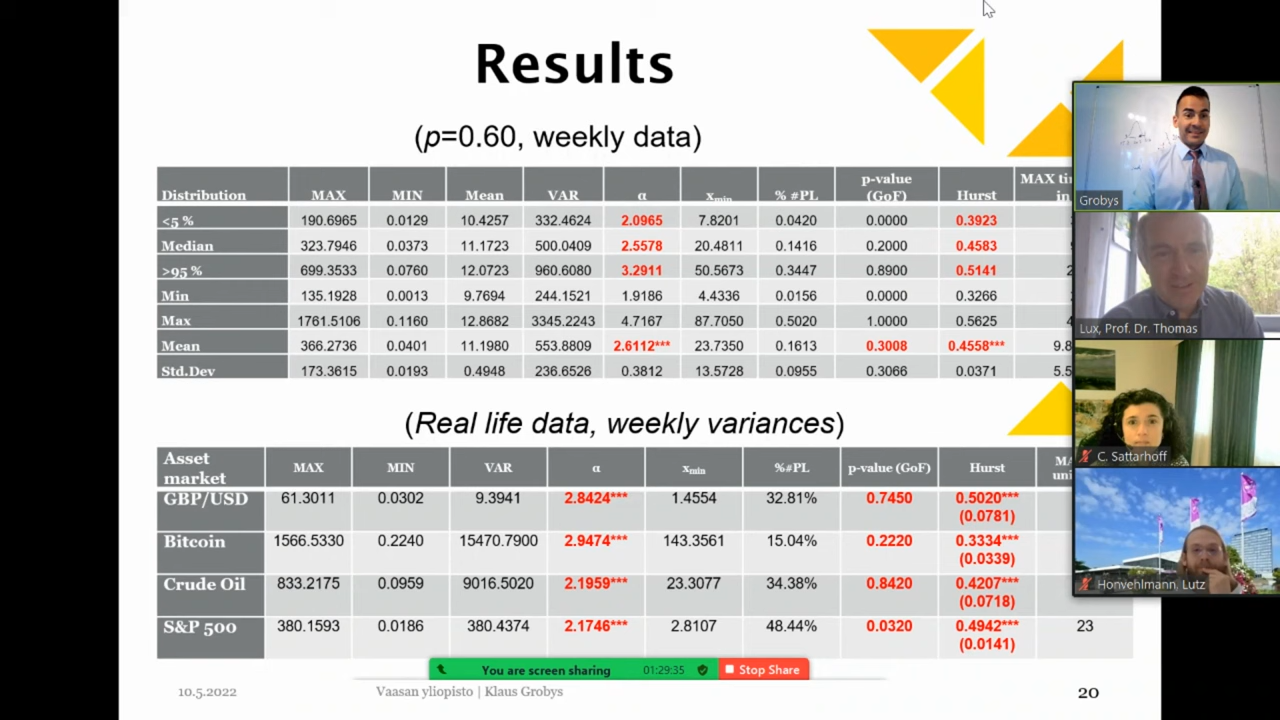 Results
(p=0.60, weekly data)
Distribution MAX MIN Mean VAR α xmin % #PL p-value (GoF) Hurst MAX in
<5 % 190.6965 0.0129 10.4257 332.4624 2.0965 7.8201 0.0420 0.0000 0.3923
Median 323.7946 0.0373 11.1723 500.0409 2.5578 20.4811 0.1416 0.2000 0.4583
>95 % 699.3533 0.0760 12.0723 960.6080 3.2911 50.5673 0.3447 0.8900 0.5141 2
Min 135.1928 0.0013 9.7694 244.1521 1.9186 4.4336 0.0156 0.0000 0.3266
Max 1761.5106 0.1160 12.8682 3345.2243 4.7167 87.7050 0.5020 1.0000 0.5625 4
Mean 366.2736 0.0401 11.1980 553.8809 2.6112*** 23.7350 0.1613 0.3008 0.4558*** 9.8
Std.Dev 173.3615 0.0193 0.4948 236.6526 0.3812 13.5728 0.0955 0.3066 0.0371 5.5
(Real life data, weekly variances)
Asset market MAX MIN VAR α xmin %#PL p-value (GoF) Hurst
GBP/USD 61.3011 0.0302 9.3941 2.8424*** 1.4554 32.81% 0.7450 0.5020***
(0.0781)
Bitcoin 1566.5330 0.2240 15470.7900 2.9474*** 143.3561 15.04% 0.2220 0.3334***
(0.0339)
Crude Oil 833.2175 0.0959 9016.5020 2.1959*** 23.3077 34.38% 0.8420 0.4207***
(0.0718)
S&P 500 380.1593 0.0186 380.4374 2.1746*** 2.8107 48.44% 0.0320 0.4942*** 23
(0.0141)
You are screen sharing 01:29:35 Stop Share
10.5.2022 Vaasan yliopisto | Klaus Grobys 20
Grobys
Lux, Prof. Dr. Thomas
C. Sattarhoff
Honvehlmann, Lutz